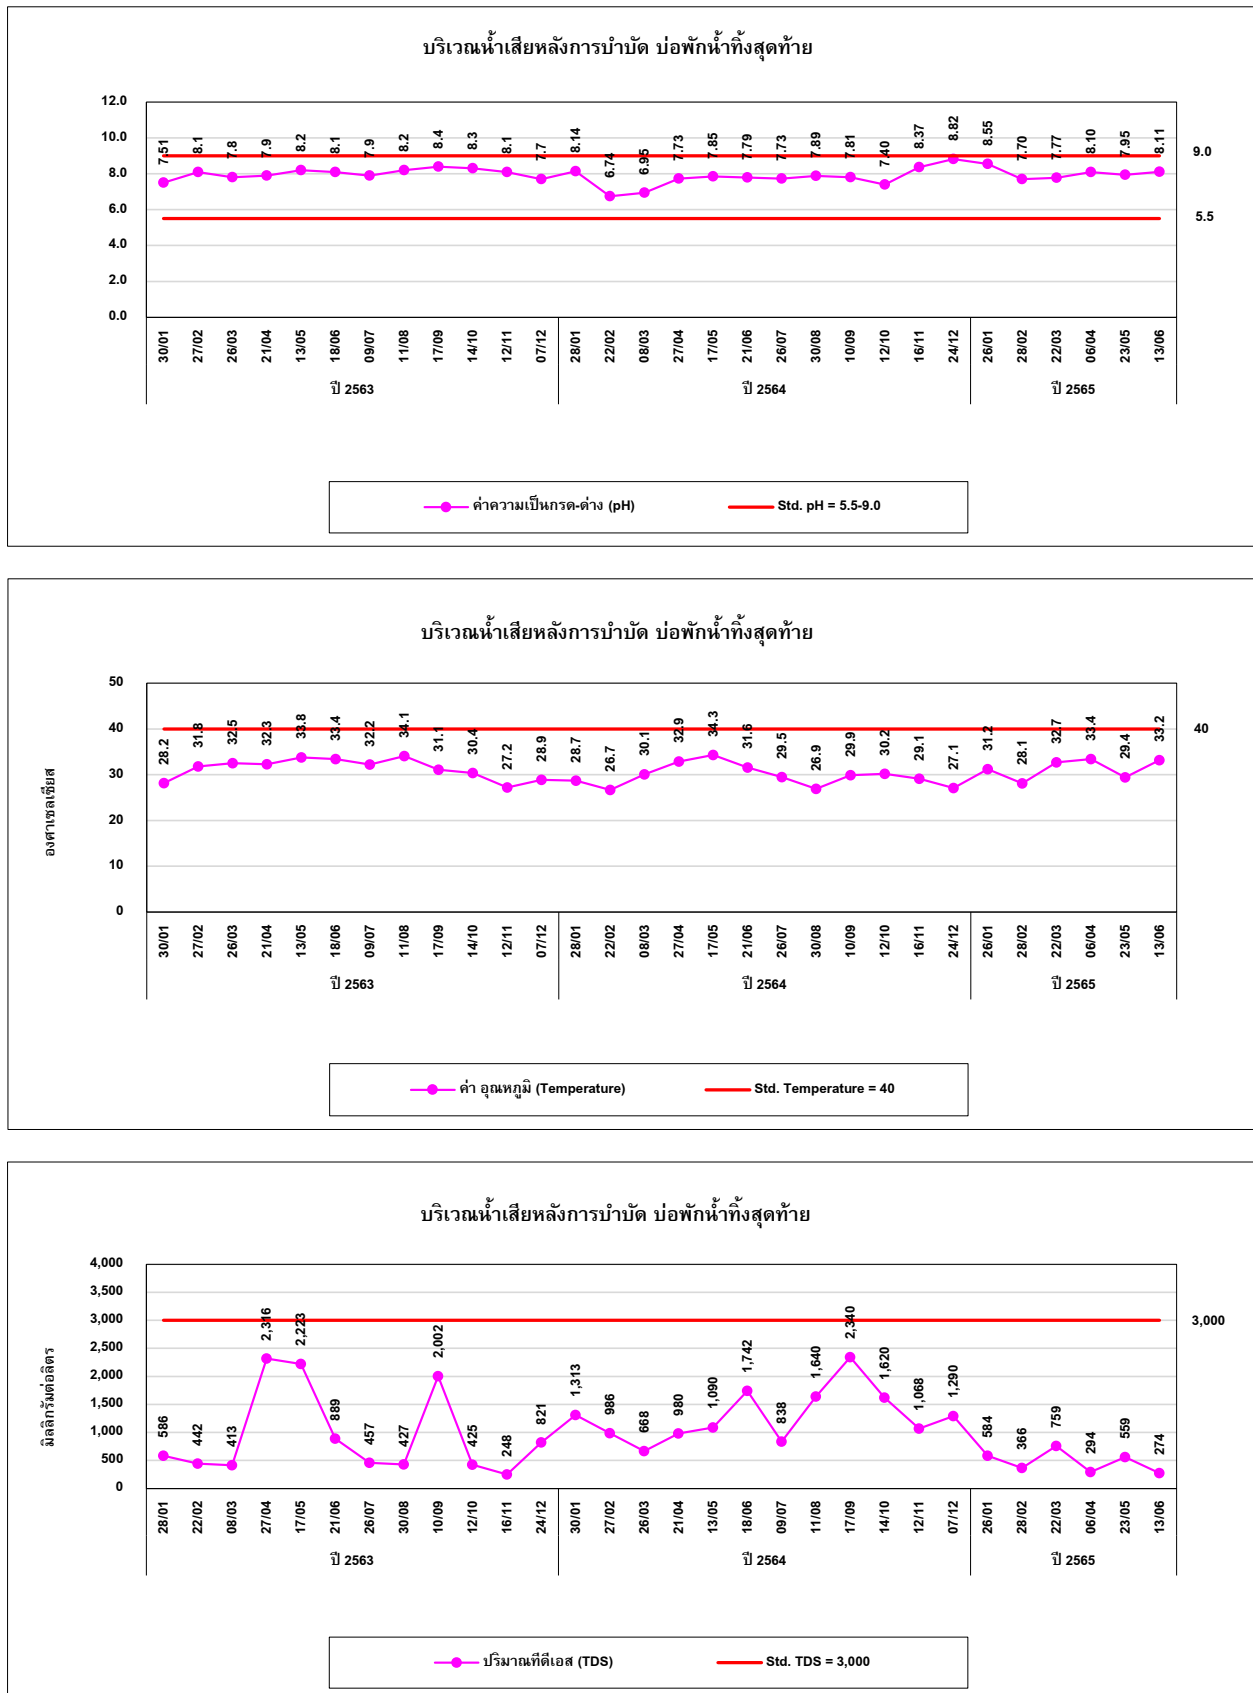 บริเวณน้ำเสียหลังการบำบัด บ่อพักน้ำทิ้งสุดท้าย
12.0
10.0
8.0
6.0
4.0
2.0
0.0
7.51 8.1 7.8 7.9 8.2 8.1 7.9 8.2 8.4 8.3 8.1 7.7 8.14 6.74 6.95 7.73 7.85 7.79 7.73 7.89 7.81 7.40 8.37 8.82 8.55 7.70 7.77 8.10 7.95 8.11
9.0
5.5
30/01 27/02 26/03 21/04 13/05 18/06 09/07 11/08 17/09 14/10 12/11 07/12 28/01 22/02 08/03 27/04 17/05 21/06 26/07 30/08 10/09 12/10 16/11 24/12 26/01 28/02 22/03 06/04 23/05 13/06
ปี 2563 ปี 2564 ปี 2565
ค่าความเป็นกรด-ด่าง (pH) Std. pH = 5.5-9.0
บริเวณน้ำเสียหลังการบำบัด บ่อพักน้ำทิ้งสุดท้าย
องศาเซลเซียส
50
40
30
20
10
0
28.2 31.8 32.5 32.3 33.8 33.4 32.2 34.1 31.1 30.4 27.2 28.9 28.7 26.7 30.1 32.9 34.3 31.6 29.5 26.9 29.9 30.2 29.1 27.1 31.2 28.1 32.7 33.4 29.4 33.2
40
30/01 27/02 26/03 21/04 13/05 18/06 09/07 11/08 17/09 14/10 12/11 07/12 28/01 22/02 08/03 27/04 17/05 21/06 26/07 30/08 10/09 12/10 16/11 24/12 26/01 28/02 22/03 06/04 23/05 13/06
ปี 2563 ปี 2564 ปี 2565
ค่า อุณหภูมิ (Temperature) Std. Temperature = 40
บริเวณน้ำเสียหลังการบำบัด บ่อพักน้ำทิ้งสุดท้าย
มิลลิกรัมต่อลิตร
4,000
3,500
3,000
2,500
2,000
1,500
1,000
500
0
586 442 413 2,316 2,223 889 457 427 2,002 425 248 821 1,313 986 668 980 1,090 1,742 838 1,640 2,340 1,620 1,068 1,290 584 366 759 294 559 274
3,000
28/01 22/02 08/03 27/04 17/05 21/06 26/07 30/08 10/09 12/10 16/11 24/12 30/01 27/02 26/03 21/04 13/05 18/06 09/07 11/08 17/09 14/10 12/11 07/12 26/01 28/02 22/03 06/04 23/05 13/06
ปี 2563 ปี 2564 ปี 2565
ปริมาณทีดีเอส (TDS) Std. TDS = 3,000